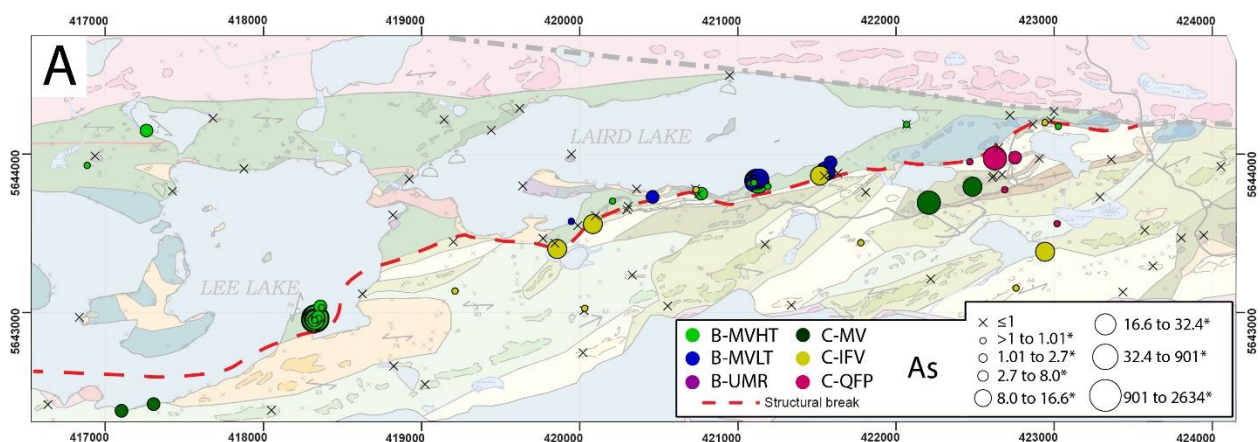 417000 418000 419000 420000 421000 422000 423000 424000
A
LAIRD LAKE
5644000 5644000
LEE LAKE
5643000 5643000
B-MVHT C-MV
B-MVLT C-IFV
B-UMR C-QFP
Structural break
As
≤1
>1 to 1.01*
1.01 to 2.7*
2.7 to 8.0*
8.0 to 16.6*
16.6 to 32.4*
32.4 to 901*
901 to 2634*
417000 418000 419000 420000 421000 422000 423000 424000